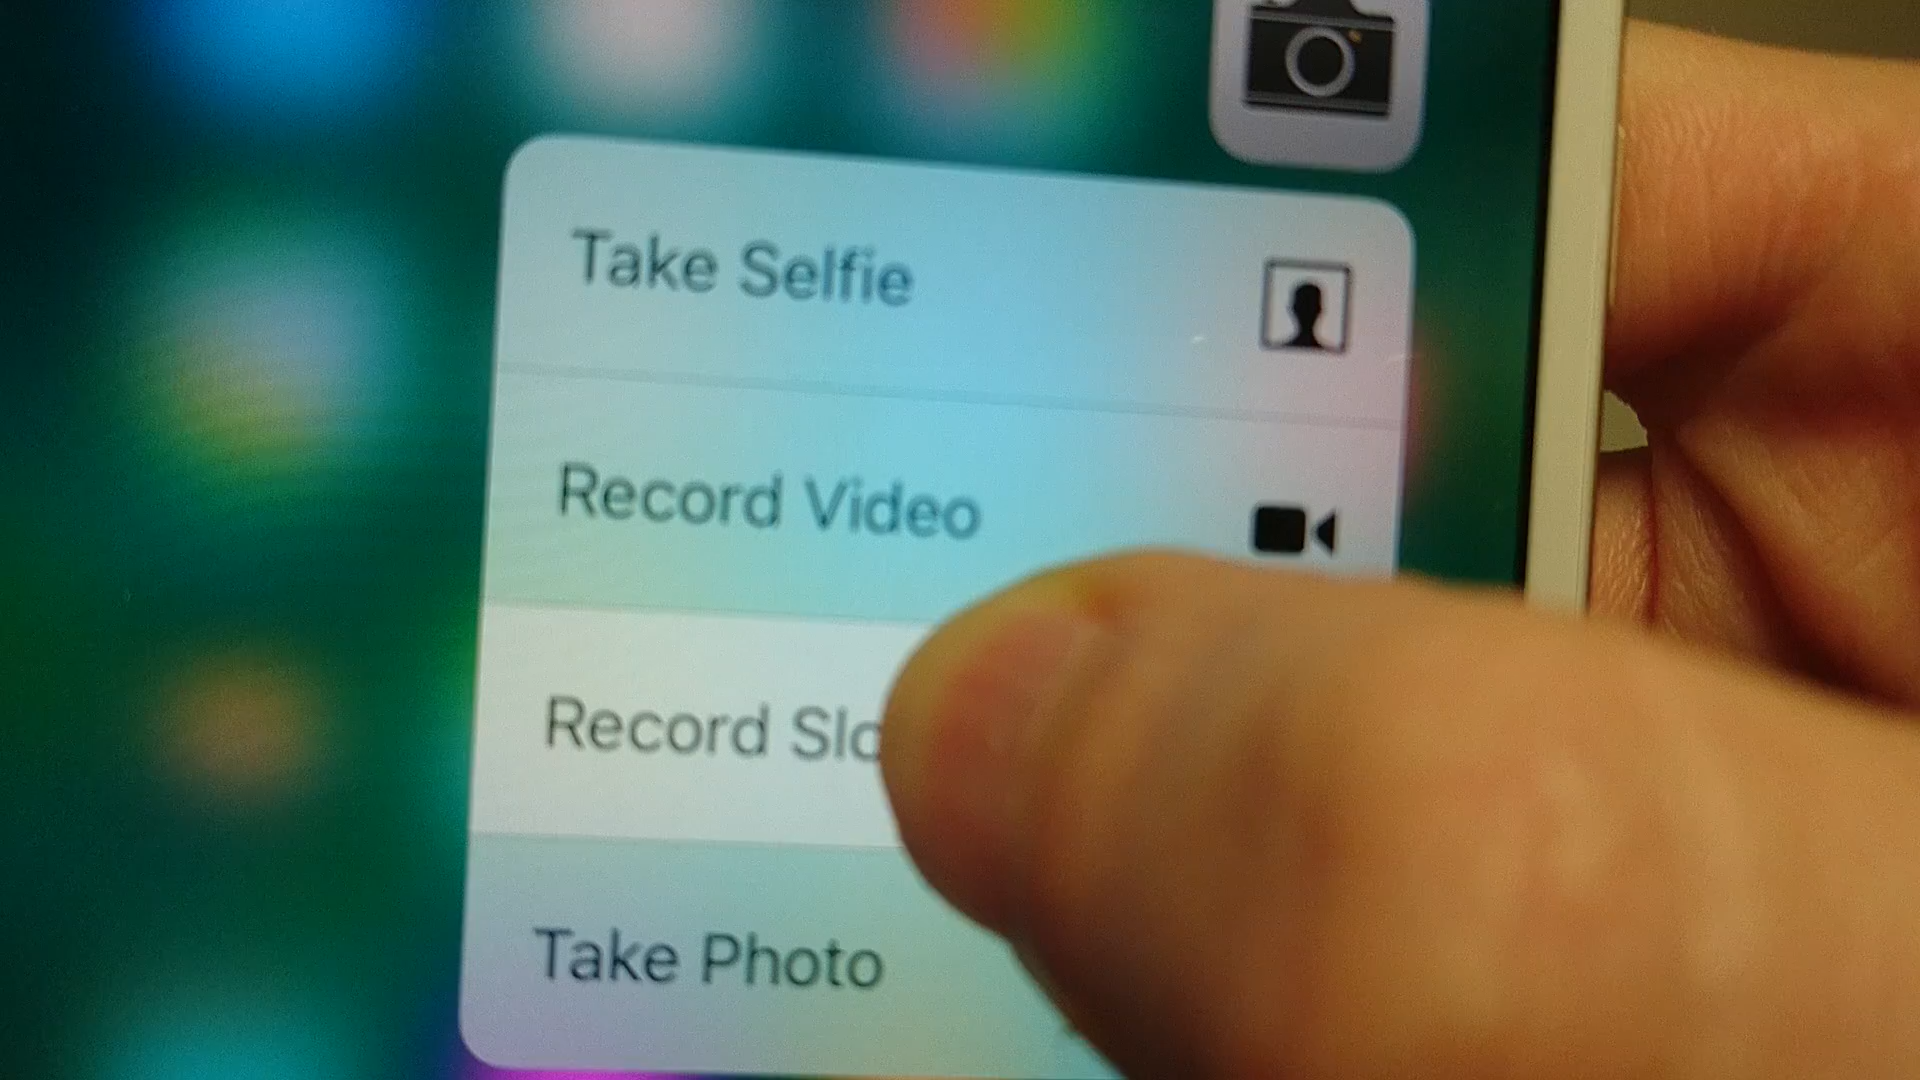 Take Selfie
Record Video
Record Slo
Take Photo